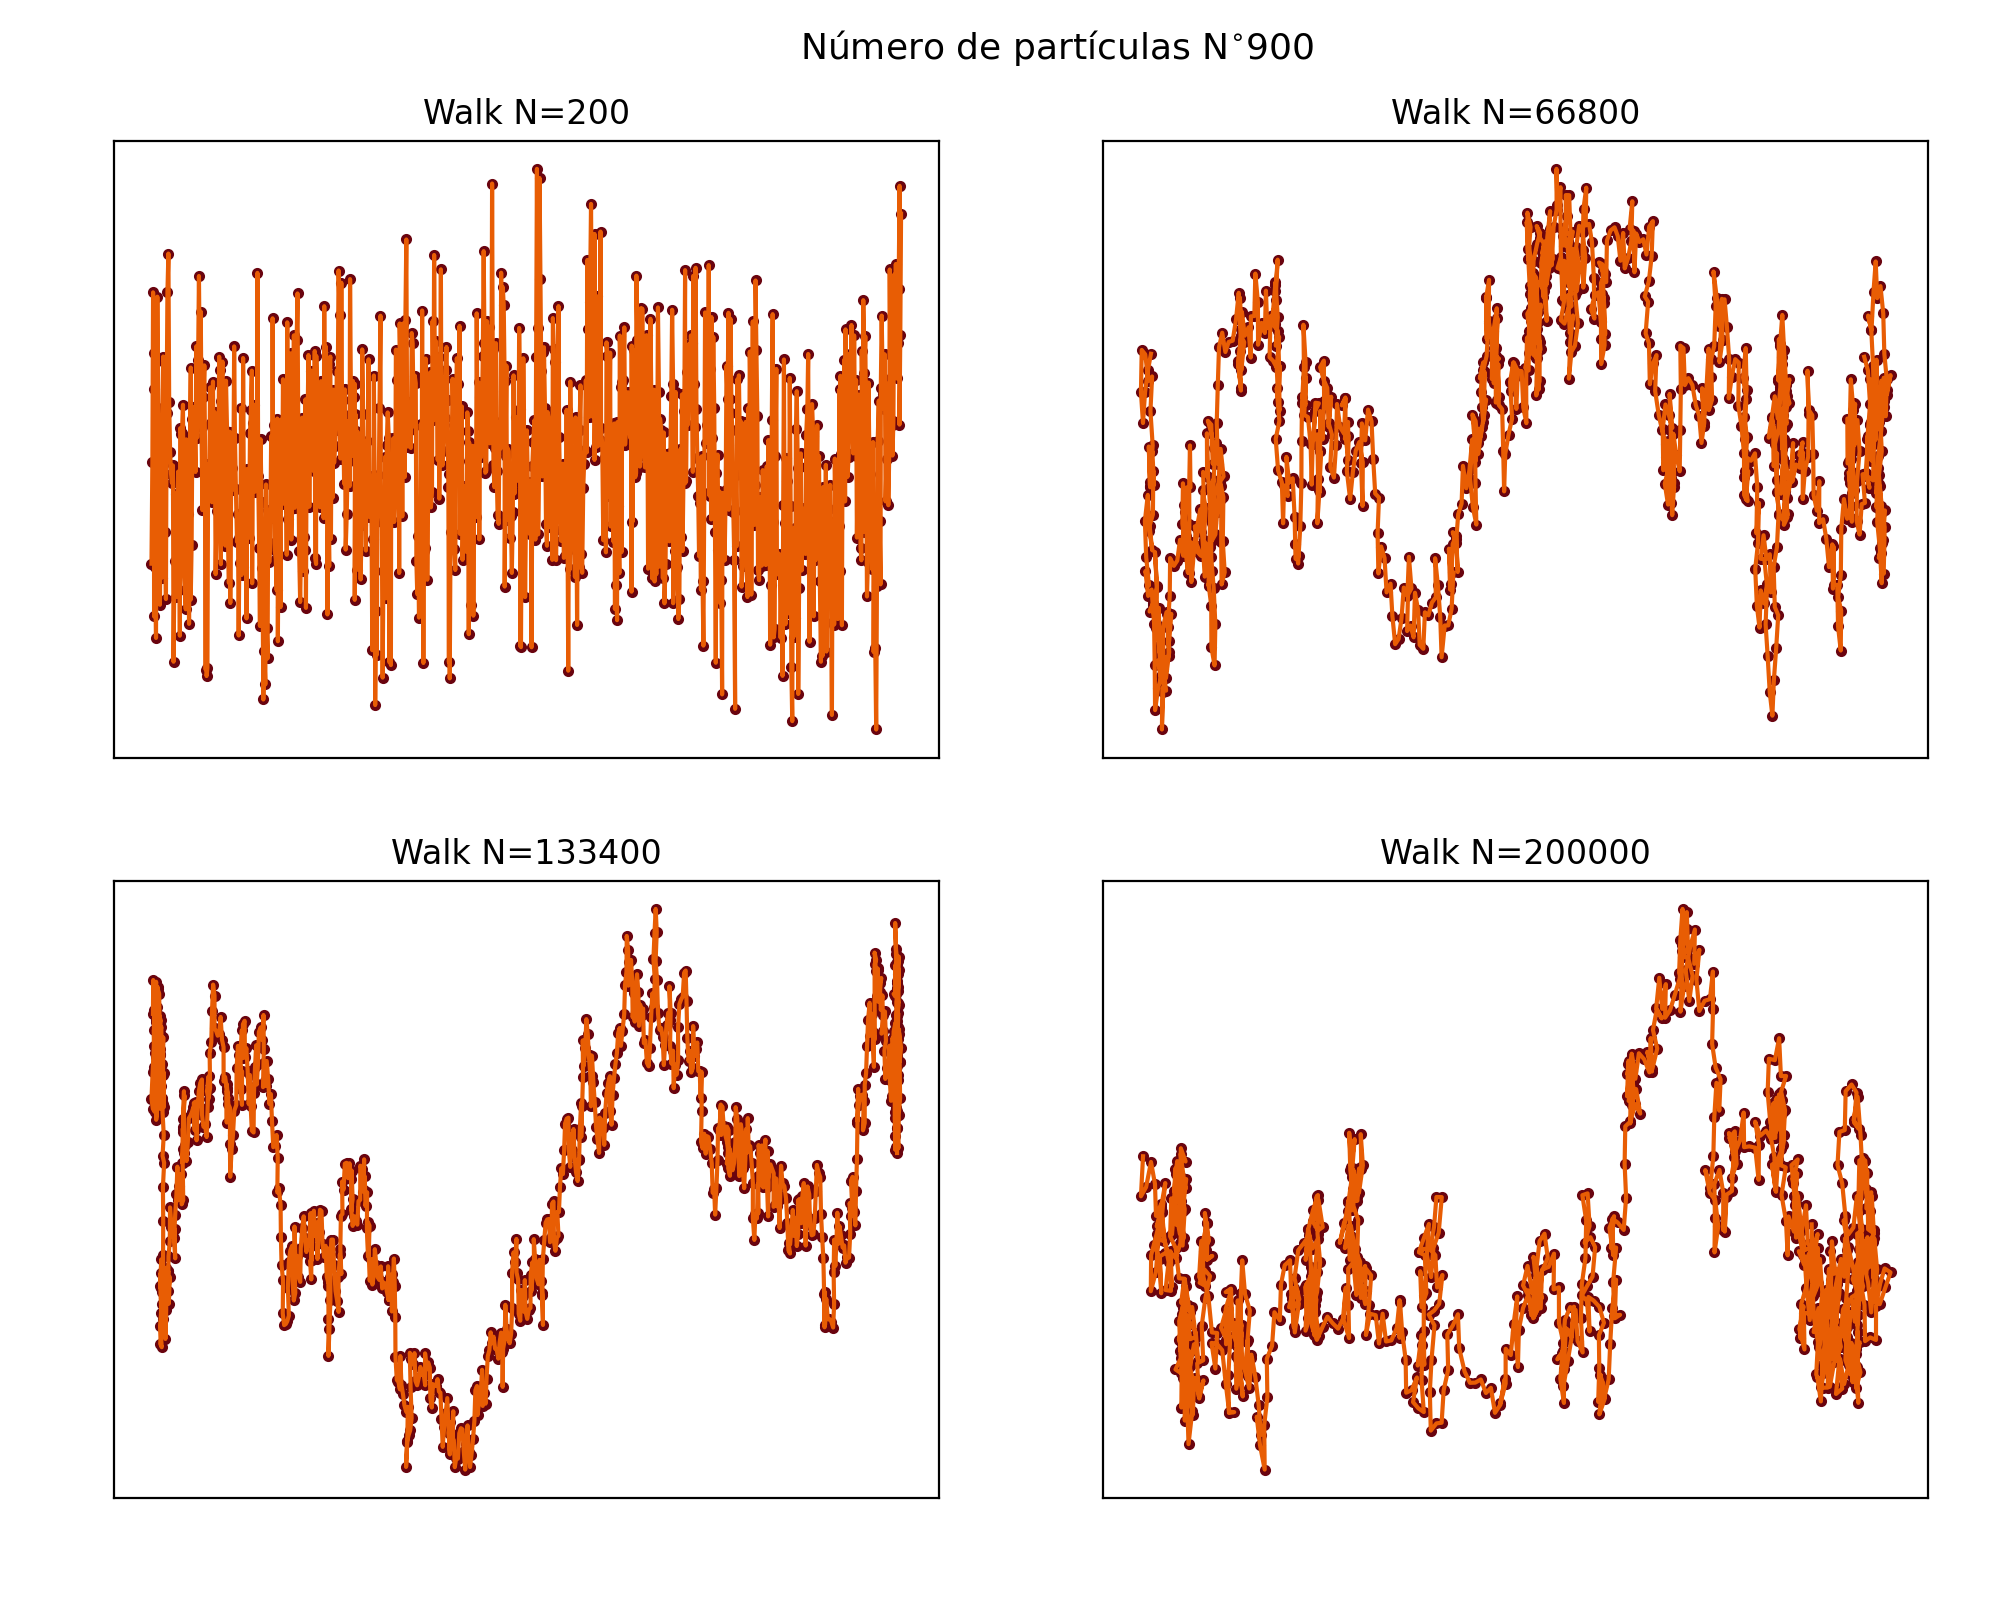 Número de partículas N°900
Walk N=200
Walk N=66800
Walk N=133400
Walk N=200000